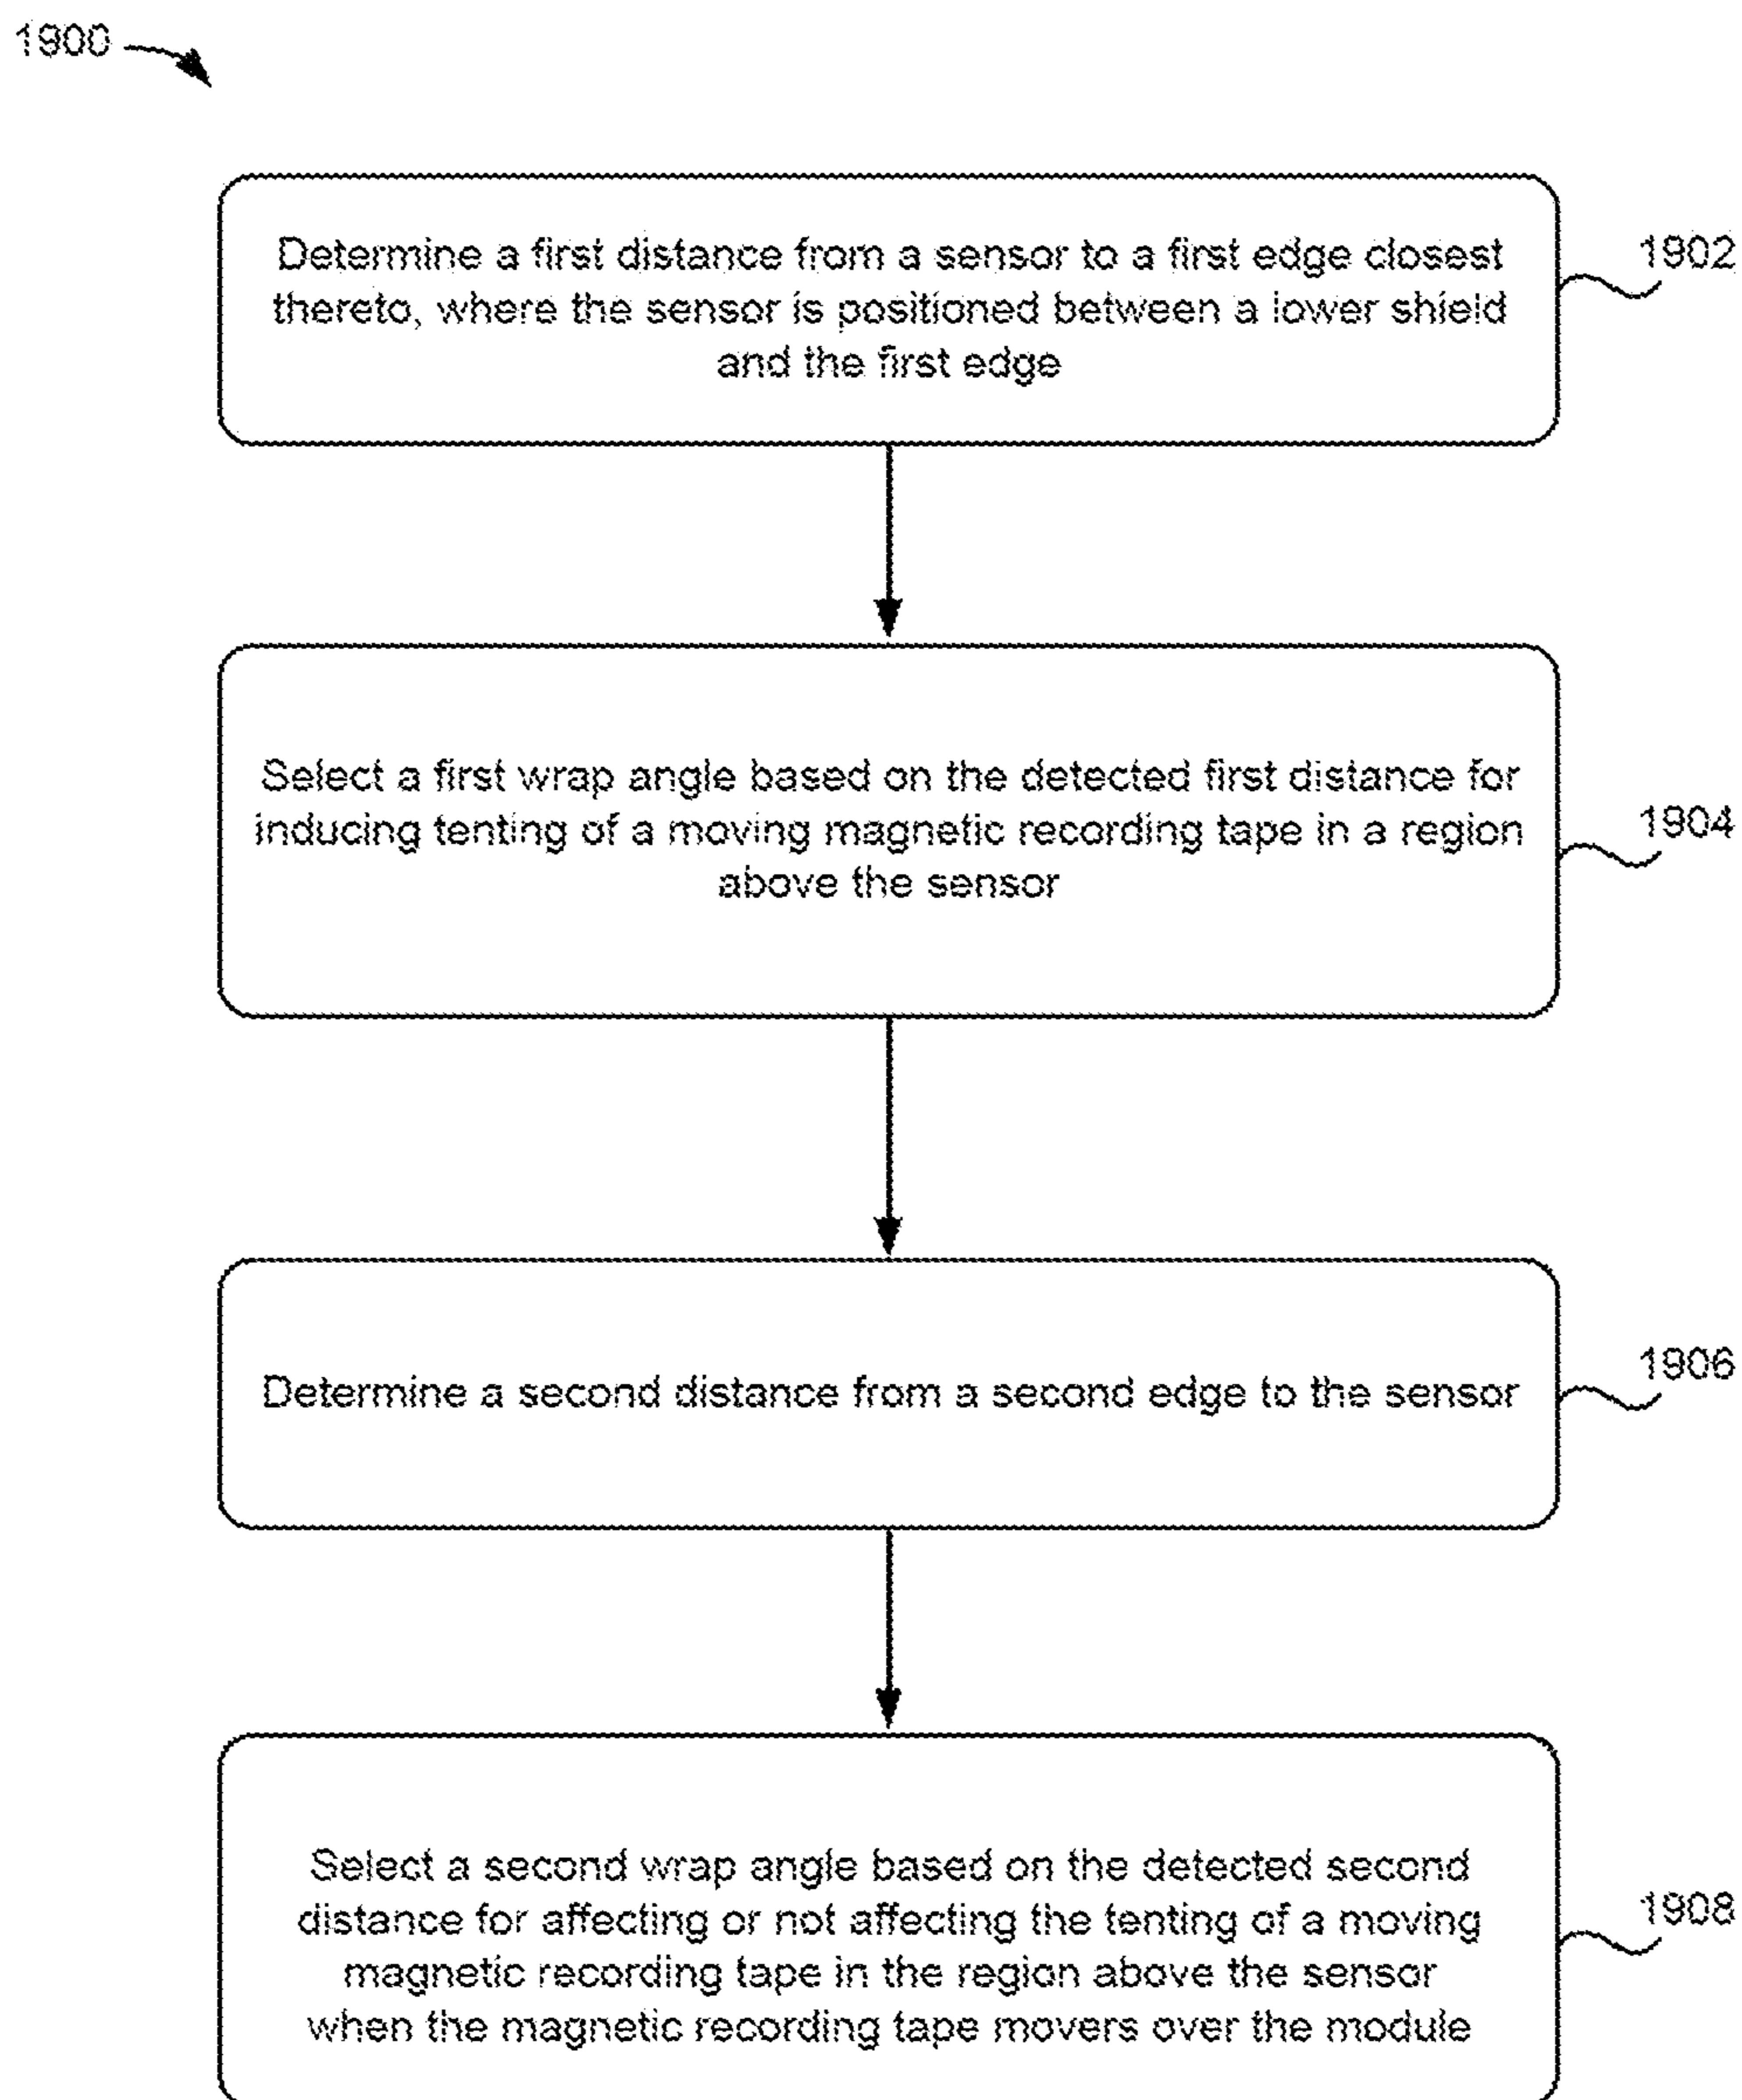 1900
Determine a first distance from a sensor to a first edge closest
thereto, where the sensor is positioned between a lower shield
and the first edge
1902
Select a first wrap angle based on the detected first distance for
inducing tenting of a moving magnetic recording tape in a region
above the sensor
1904
Determine a second distance from a second edge to the sensor
1906
Select a second wrap angle based on the detected second
distance for affecting or not affecting the tenting of a moving
magnetic recording tape in the region above the sensor
when the magnetic recording tape movers over the module
1908